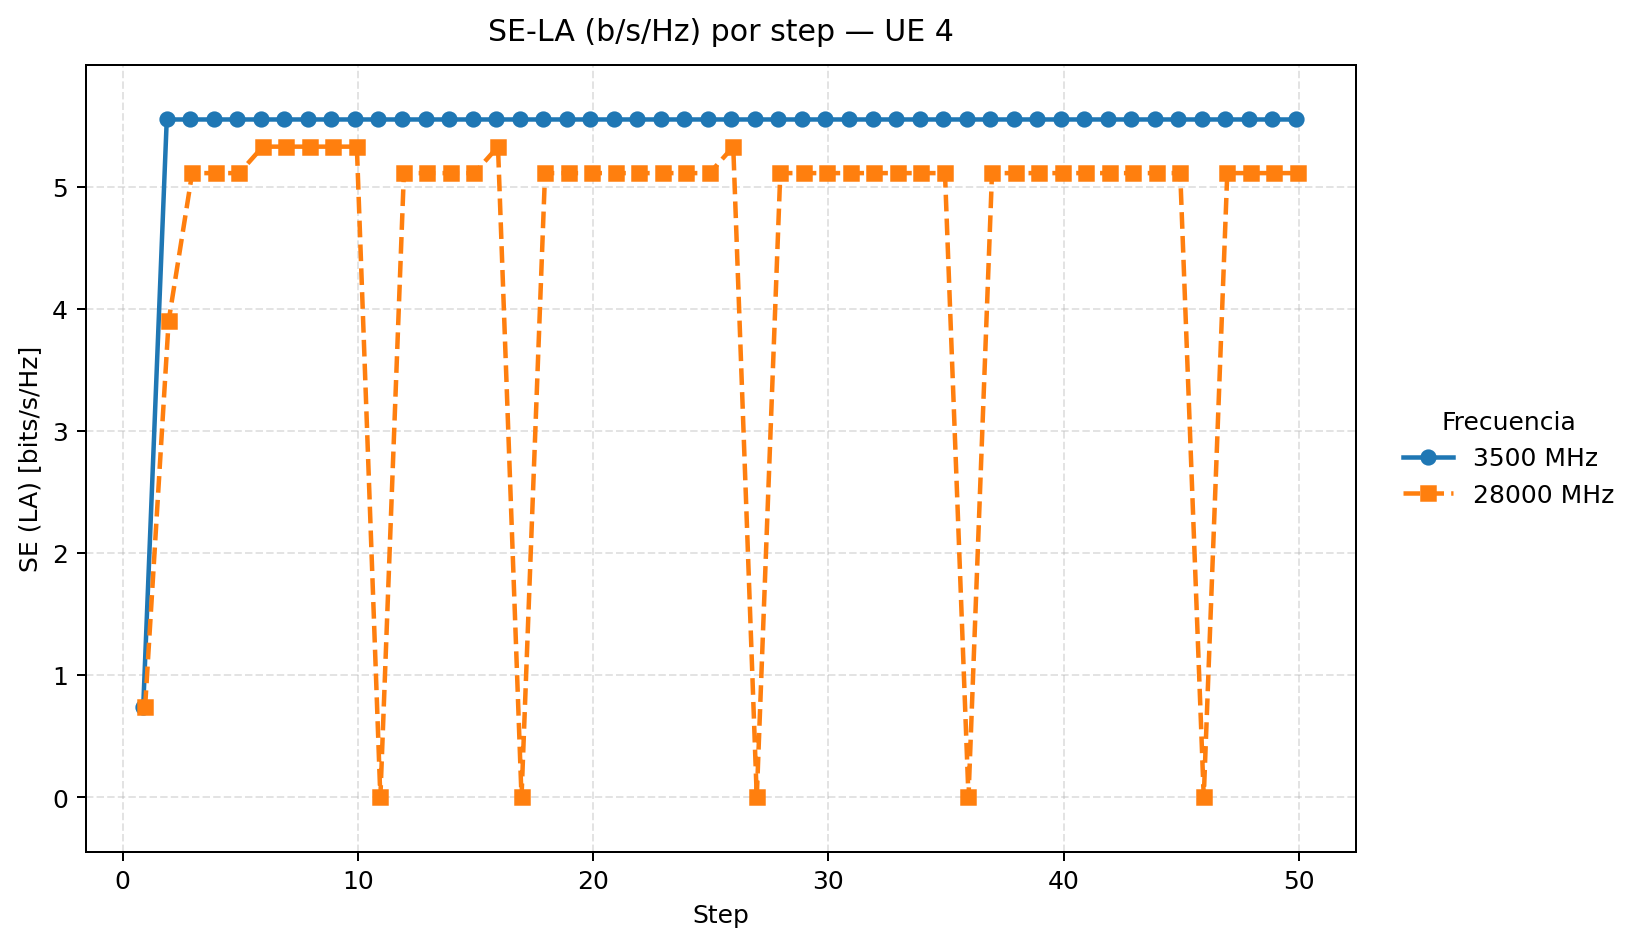 SE-LA (b/s/Hz) por step — UE 4
SE (LA) [bits/s/Hz]
5
4
3
2
1
0
0 10 20 30 40 50
Step
Frecuencia
3500 MHz
28000 MHz